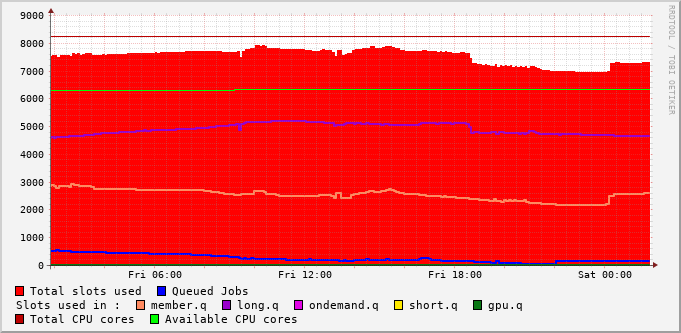 9000
8000
7000
6000
5000
4000
3000
2000
1000
0
Fri 06:00 Fri 12:00 Fri 18:00 Sat 00:00
RRDTOOL / TOBI OETIKER
Total slots used Queued Jobs
Slots used in : member.q long.q ondemand.q short.q gpu.q
Total CPU cores Available CPU cores